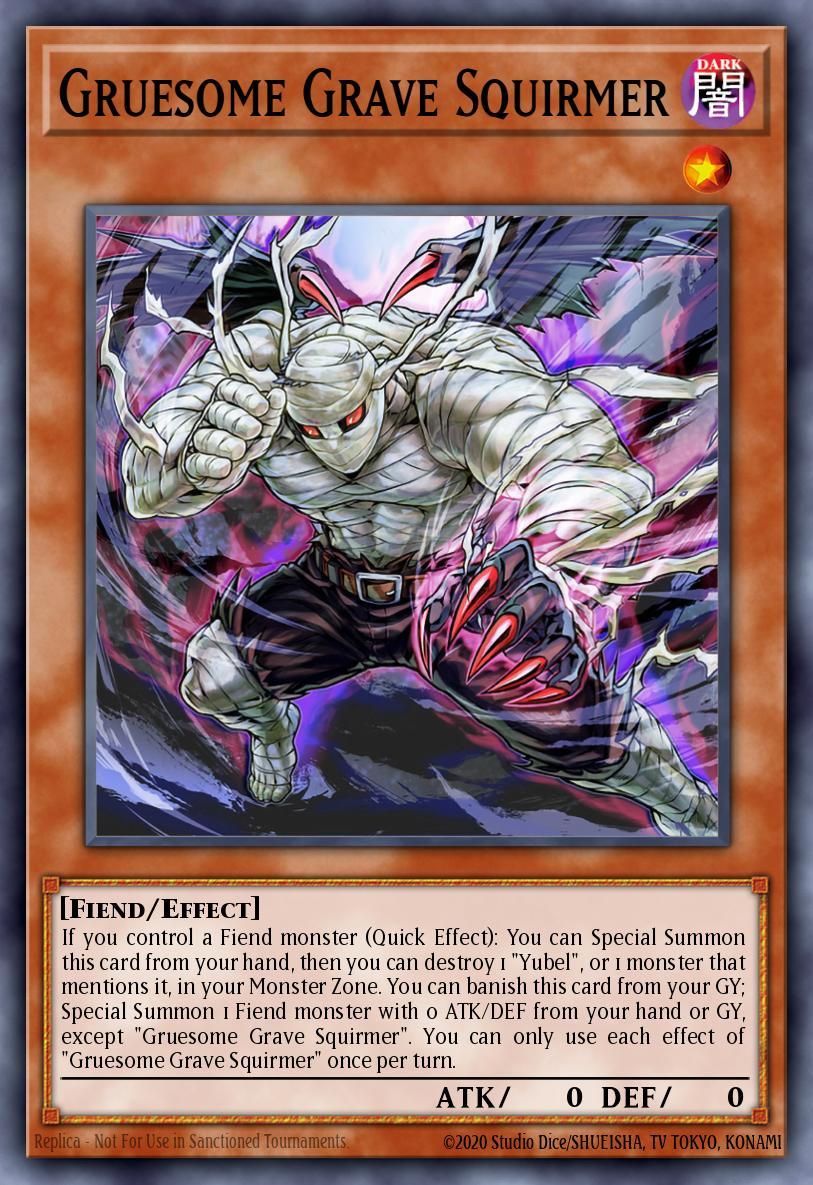 Gruesome Grave Squirmer
DARK
闇
[Fiend/Effect]
If you control a Fiend monster (Quick Effect): You can Special Summon
this card from your hand, then you can destroy 1 "Yubel", or 1 monster that
mentions it, in your Monster Zone. You can banish this card from your GY;
Special Summon 1 Fiend monster with 0 ATK/DEF from your hand or GY,
except "Gruesome Grave Squirmer". You can only use each effect of
"Gruesome Grave Squirmer" once per turn.
ATK/ 0 DEF/ 0
Replica - Not For Use in Sanctioned Tournaments. ©2020 Studio Dice/SHUEISHA, TV TOKYO, KONAMI